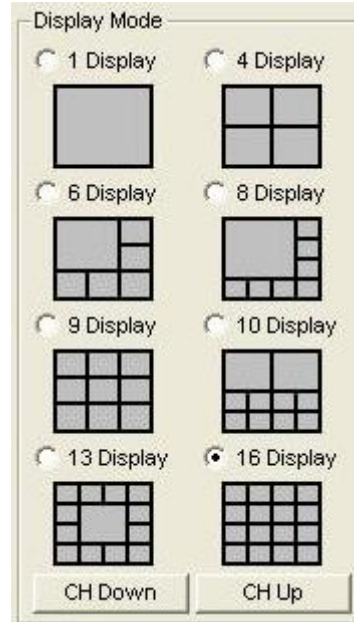 Display Mode
1 Display
4 Display
6 Display
8 Display
9 Display
10 Display
13 Display
16 Display
CH Down
CH Up